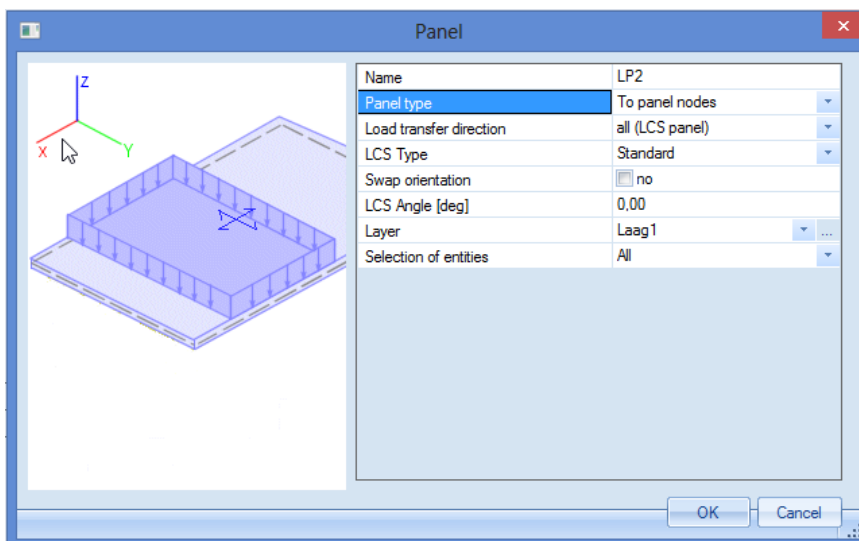 Panel
Z
X
Y
Name LP2
Panel type To panel nodes
Load transfer direction all (LCS panel)
LCS Type Standard
Swap orientation no
LCS Angle [deg] 0,00
Layer Laag1 ...
Selection of entities All
OK Cancel